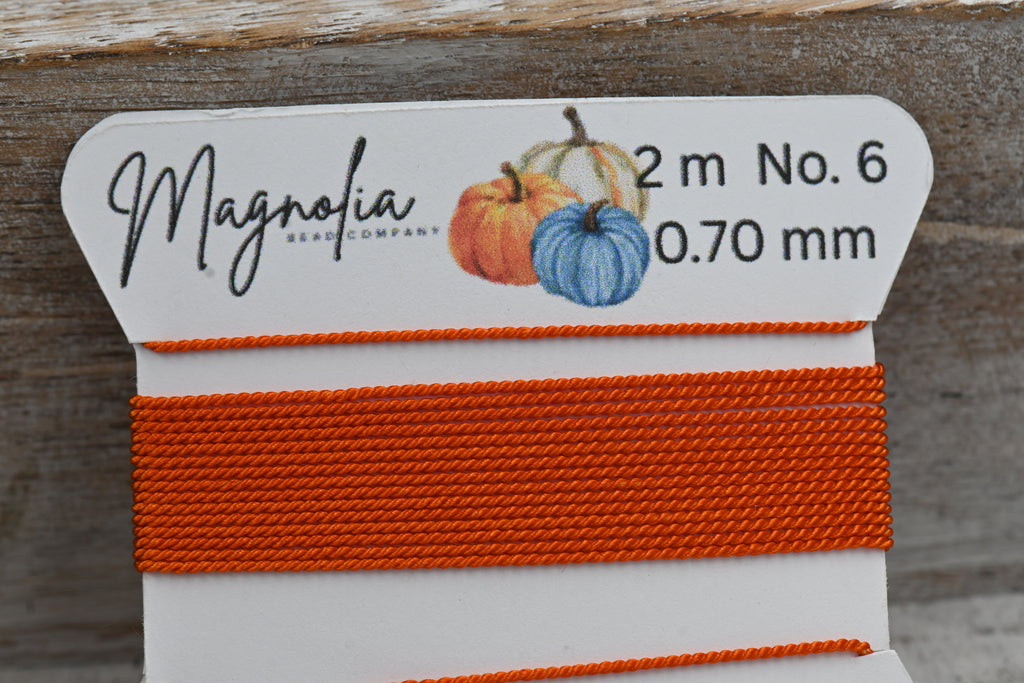 Magnolia
BEAD COMPANY
2 m No. 6
0.70 mm